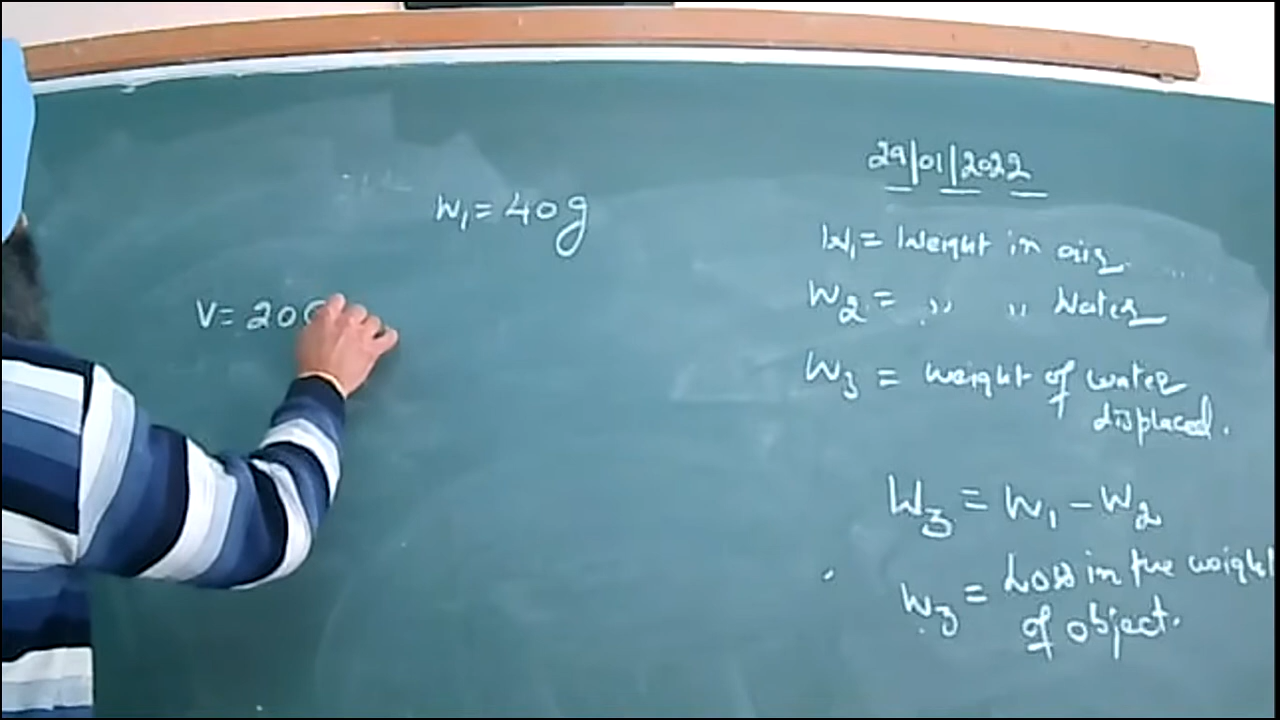 29/01/2022
W₁ = 40g
W₁ = Weight in air.
W₂ = ,, ,, Water
V = 20
W₃ = weight of water
displaced.
W₃ = W₁ - W₂
W₃ = Loss in the weight
of object.